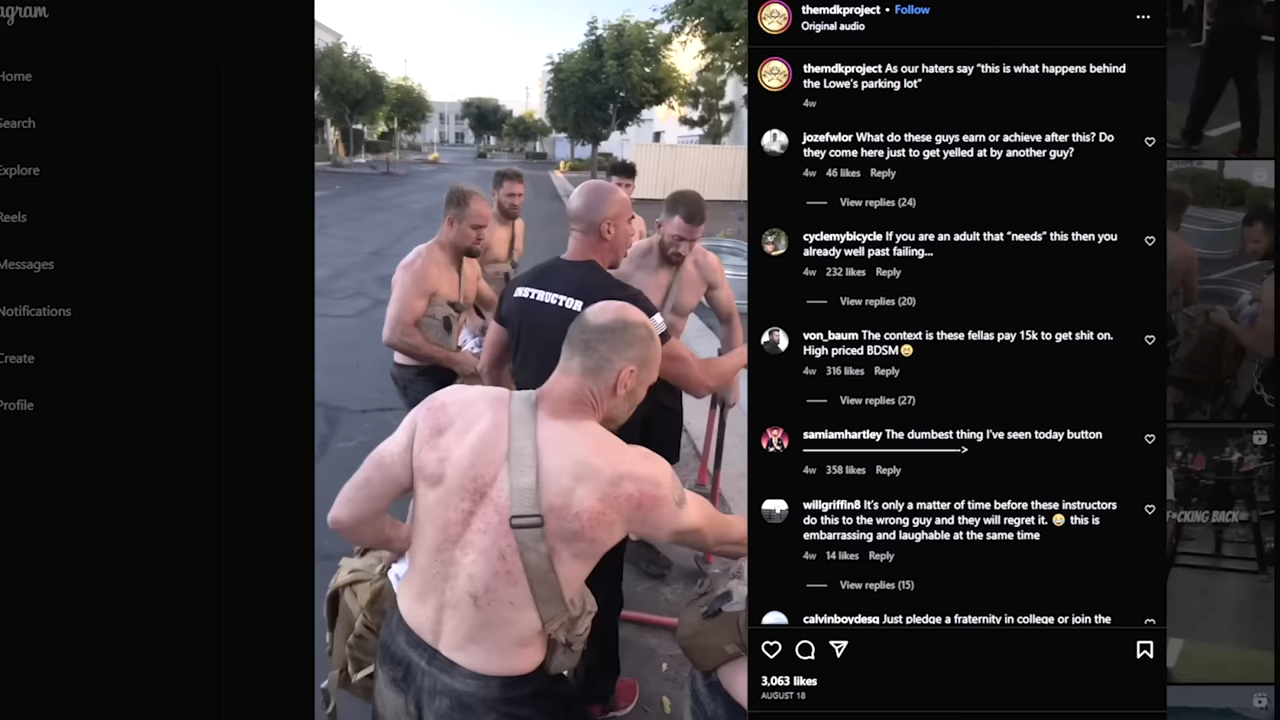 agram
Home
Search
Explore
Reels
Messages
Notifications
Create
Profile
INSTRUCTOR
themdkproject • Follow
Original audio
themdkproject As our haters say “this is what happens behind
the Lowe’s parking lot”
4w
jozefwlor What do these guys earn or achieve after this? Do
they come here just to get yelled at by another guy?
4w 46 likes Reply
View replies (24)
cyclemybicycle If you are an adult that “needs” this then you
already well past failing...
4w 232 likes Reply
View replies (20)
von_baum The context is these fellas pay 15k to get shit on.
High priced BDSM😂
4w 316 likes Reply
View replies (27)
samiamhartley The dumbest thing I’ve seen today button
————————————————>
4w 358 likes Reply
willgriffin8 It’s only a matter of time before these instructors
do this to the wrong guy and they will regret it. 😂 this is
embarrassing and laughable at the same time
4w 14 likes Reply
View replies (15)
calvinboydesq Just pledge a fraternity in college or join the
3,063 likes
AUGUST 18
F*CKING BACK